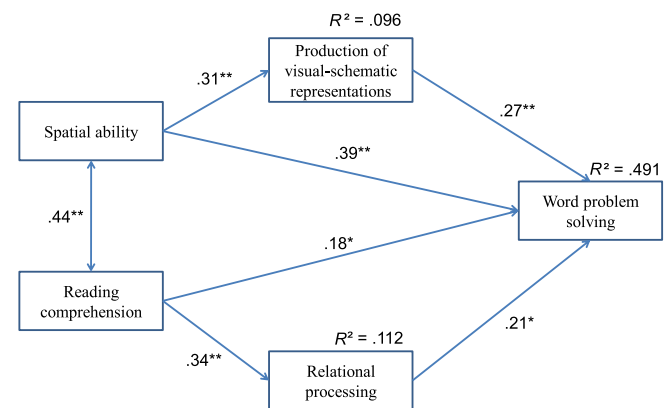 R² = .096
Production of
visual-schematic
representations
.31**
.27**
Spatial ability
.39**
R² = .491
Word problem
solving
.44**
.18*
Reading
comprehension
.21*
R² = .112
.34**
Relational
processing